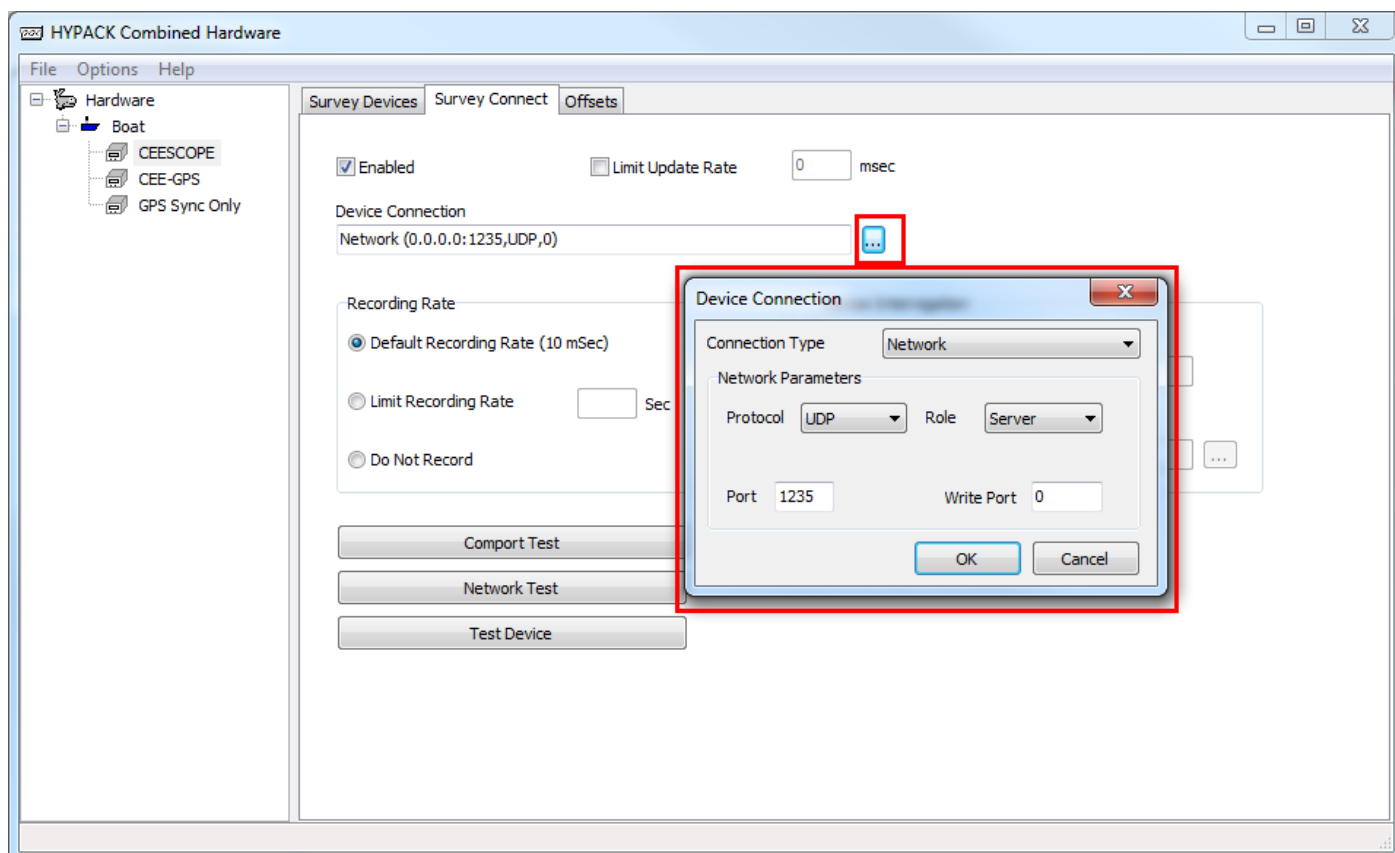 HYPACK Combined Hardware
File Options Help
Hardware
Boat
CEESCOPE
CEE-GPS
GPS Sync Only
Survey Devices Survey Connect Offsets
Enabled Limit Update Rate 0 msec
Device Connection
Network (0.0.0.0:1235,UDP,0) ...
Recording Rate
Default Recording Rate (10 mSec)
Limit Recording Rate Sec
Do Not Record
...
Comport Test
Network Test
Test Device
Device Connection
Connection Type Network
Network Parameters
Protocol UDP Role Server
Port 1235 Write Port 0
OK Cancel